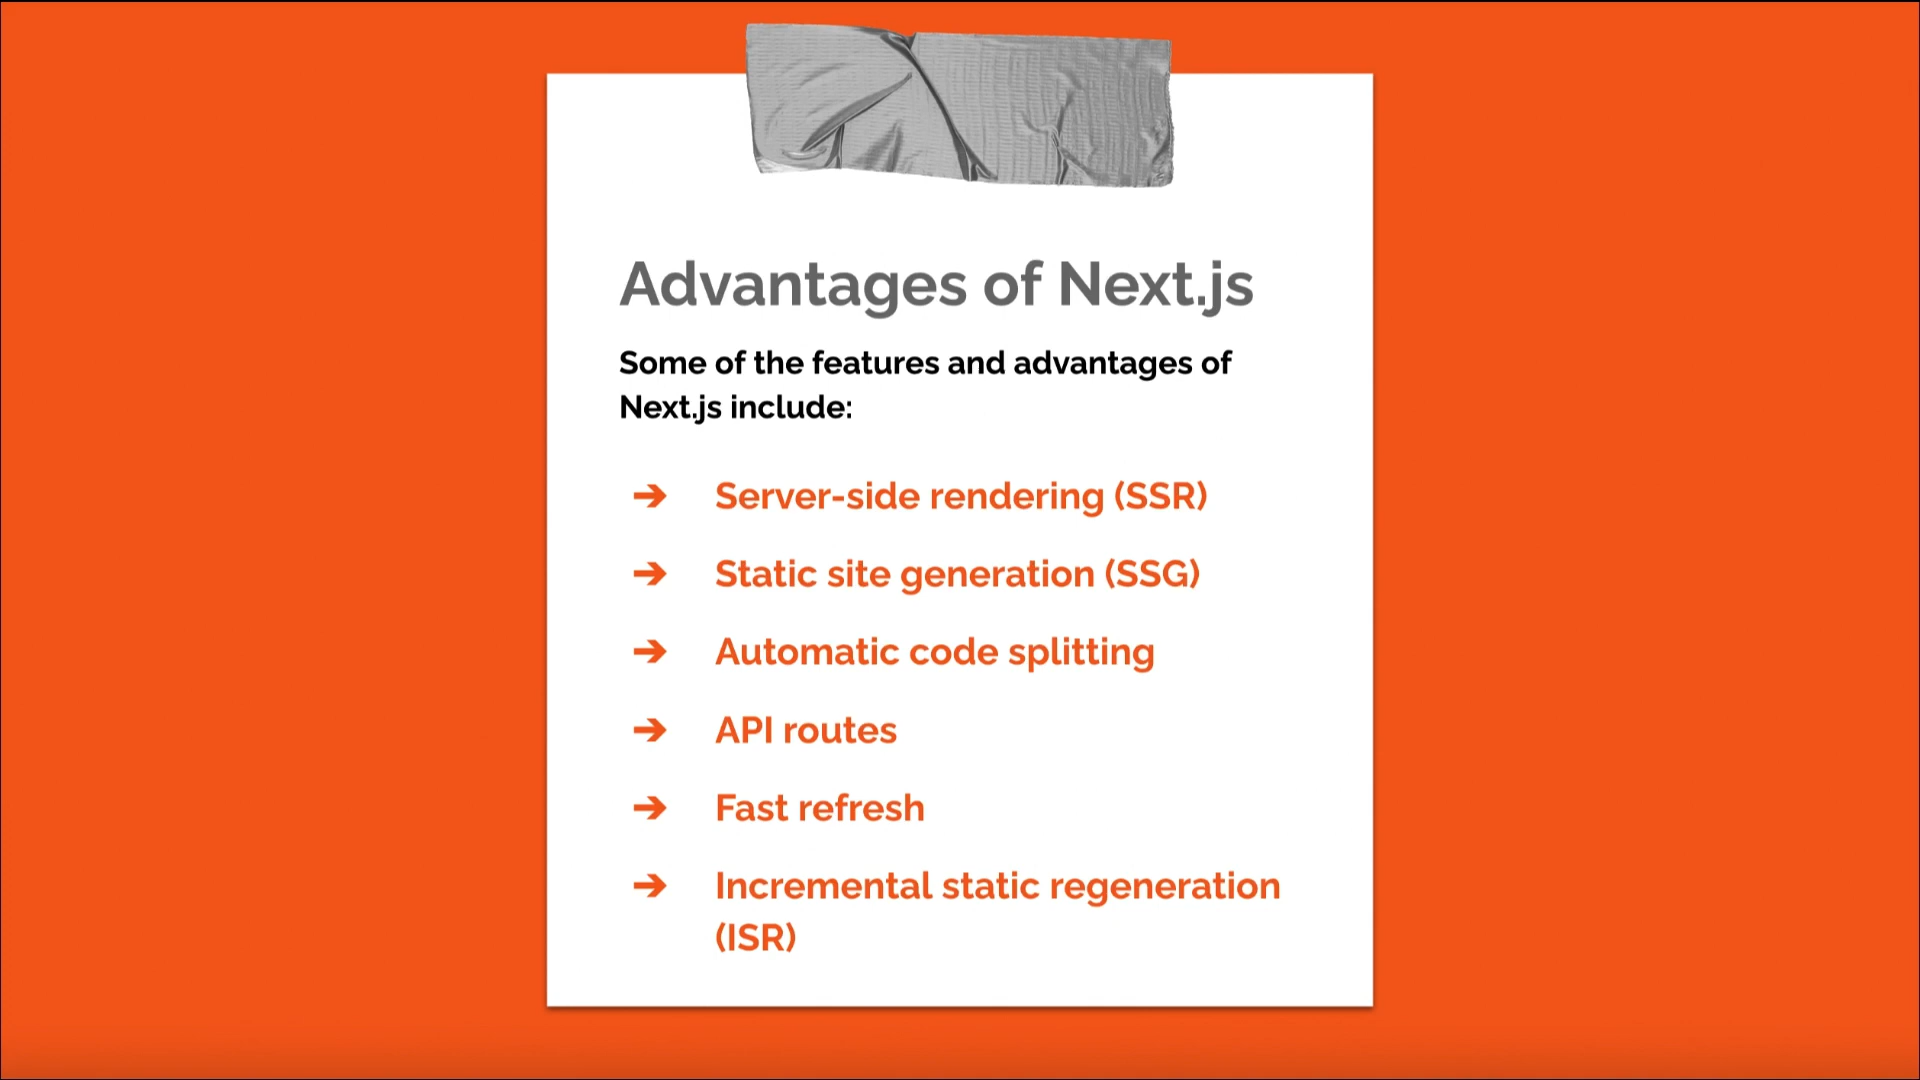 Advantages of Next.js
Some of the features and advantages of
Next.js include:
➔ Server-side rendering (SSR)
➔ Static site generation (SSG)
➔ Automatic code splitting
➔ API routes
➔ Fast refresh
➔ Incremental static regeneration
(ISR)